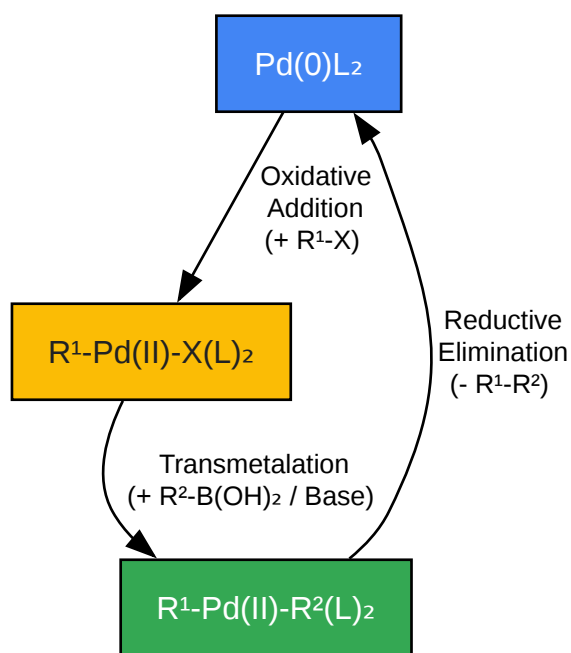 Pd(0)L₂
Oxidative
Addition
(+ R¹-X)
R¹-Pd(II)-X(L)₂
Reductive
Elimination
(- R¹-R²)
Transmetalation
(+ R²-B(OH)₂ / Base)
R¹-Pd(II)-R²(L)₂